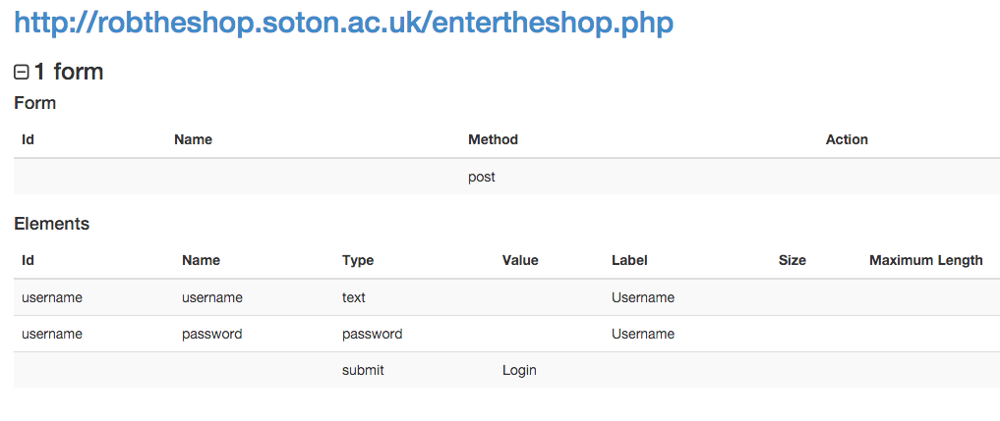 http://robtheshop.soton.ac.uk/entertheshop.php
1 form
Form
Id Name Method Action
post
Elements
Id Name Type Value Label Size Maximum Length
username username text Username
username password password Username
submit Login